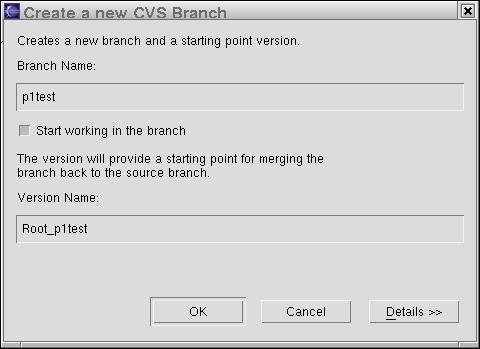 Create a new CVS Branch
Creates a new branch and a starting point version.
Branch Name:
p1test
Start working in the branch
The version will provide a starting point for merging the
branch back to the source branch.
Version Name:
Root_p1test
OK Cancel Details >>